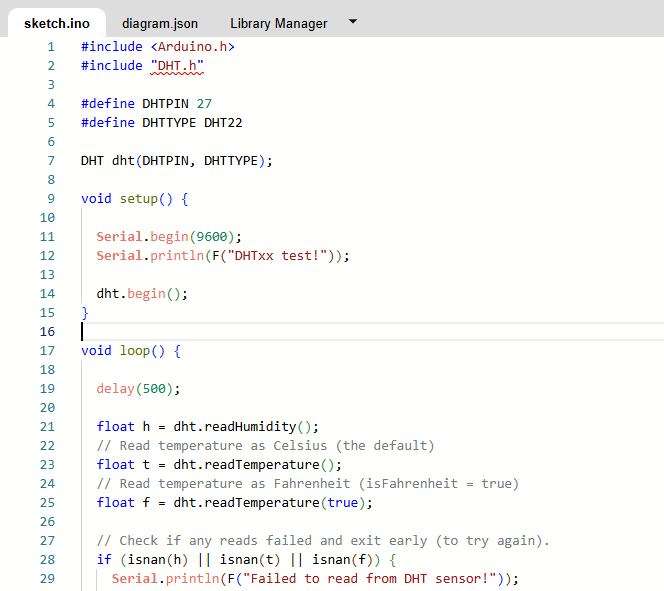 sketch.ino diagram.json Library Manager
1 #include <Arduino.h>
2 #include "DHT.h"
3
4 #define DHTPIN 27
5 #define DHTTYPE DHT22
6
7 DHT dht(DHTPIN, DHTTYPE);
8
9 void setup() {
10
11 Serial.begin(9600);
12 Serial.println(F("DHTxx test!"));
13
14 dht.begin();
15 }
16
17 void loop() {
18
19 delay(500);
20
21 float h = dht.readHumidity();
22 // Read temperature as Celsius (the default)
23 float t = dht.readTemperature();
24 // Read temperature as Fahrenheit (isFahrenheit = true)
25 float f = dht.readTemperature(true);
26
27 // Check if any reads failed and exit early (to try again).
28 if (isnan(h) || isnan(t) || isnan(f)) {
29 Serial.println(F("Failed to read from DHT sensor!"));